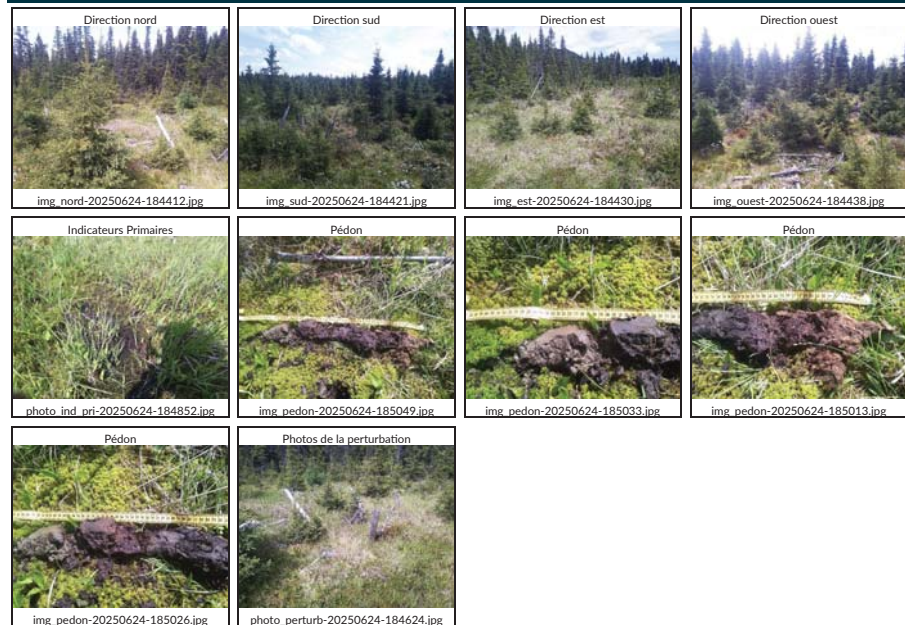 Direction nord
Direction sud
Direction est
Direction ouest
img_nord-20250624-184412.jpg
img_sud-20250624-184421.jpg
img_est-20250624-184430.jpg
img_ouest-20250624-184438.jpg
Indicateurs Primaires
Pédon
Pédon
Pédon
photo_ind_pri-20250624-184852.jpg
img_pedon-20250624-185049.jpg
img_pedon-20250624-185033.jpg
img_pedon-20250624-185013.jpg
Pédon
Photos de la perturbation
img_pedon-20250624-185026.jpg
photo_perturb-20250624-184624.jpg